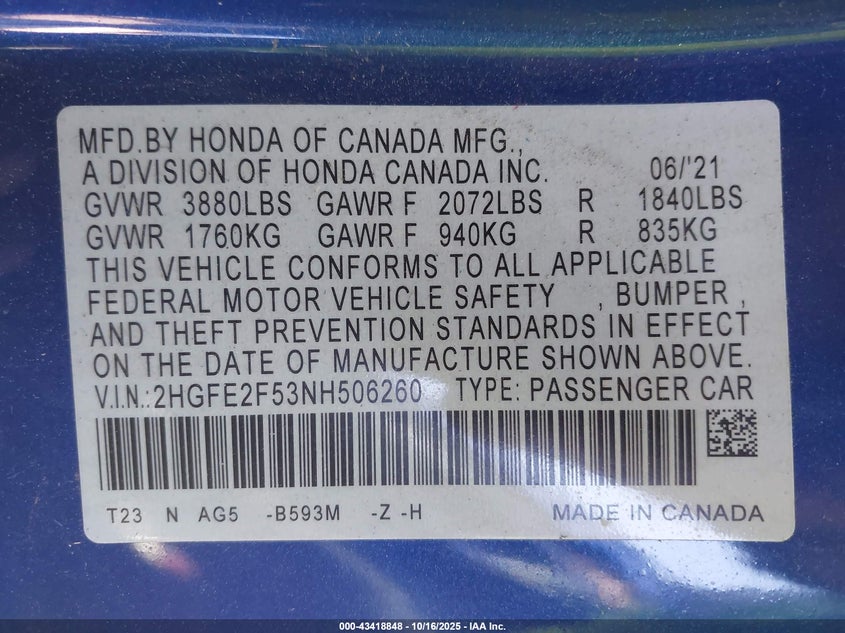 MFD.BY HONDA OF CANADA MFG.,
A DIVISION OF HONDA CANADA INC. 06/'21
GVWR 3880LBS GAWR F 2072LBS R 1840LBS
GVWR 1760KG GAWR F 940KG R 835KG
THIS VEHICLE CONFORMS TO ALL APPLICABLE
FEDERAL MOTOR VEHICLE SAFETY , BUMPER ,
AND THEFT PREVENTION STANDARDS IN EFFECT
ON THE DATE OF MANUFACTURE SHOWN ABOVE.
V.I.N.:2HGFE2F53NH506260 TYPE: PASSENGER CAR
T23 N AG5 -B593M -Z -H MADE IN CANADA
000-43418848 - 10/16/2025 - IAA Inc.